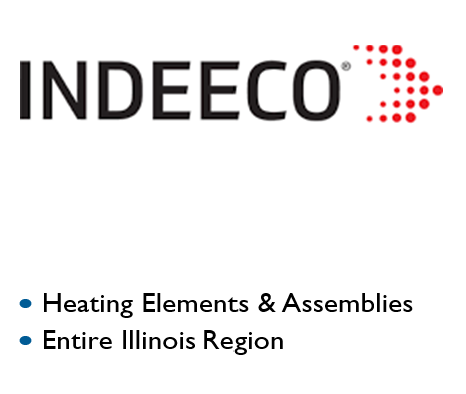 INDEECO®
• Heating Elements & Assemblies
• Entire Illinois Region